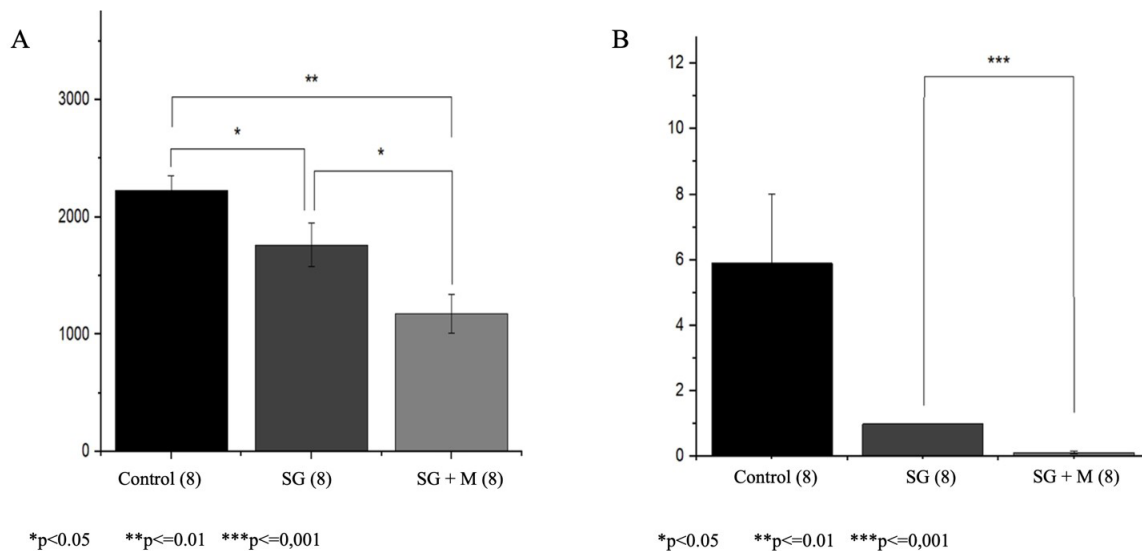 A
3000
2000
1000
0
**
*
*
Control (8)
SG (8)
SG + M (8)
*p<0.05 **p<=0.01 ***p<=0,001
B
12
10
8
6
4
2
0
***
Control (8)
SG (8)
SG + M (8)
*p<0.05 **p<=0.01 ***p<=0,001